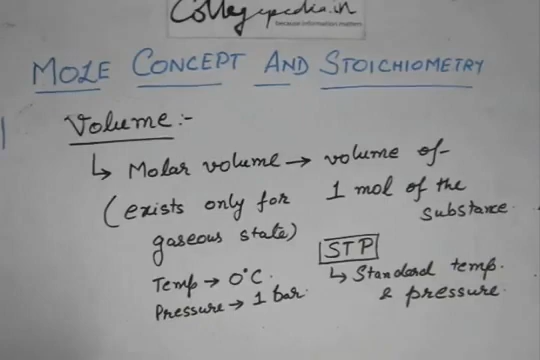 Collegepedia.in
because information matters
MOLE CONCEPT AND STOICHIOMETRY
Volume :-
↳ Molar volume → volume of
1 mol of the
substance.
(exists only for
gaseous state)
STP
↳ Standard temp.
& pressure.
Temp → 0°C.
Pressure → 1 bar.